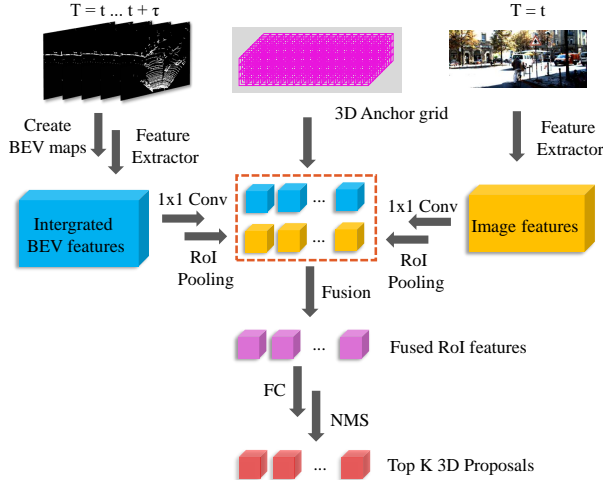 T = t ... t + τ
T = t
3D Anchor grid
Create
BEV maps
Feature
Extractor
Feature
Extractor
1x1 Conv
1x1 Conv
Intergrated
BEV features
...
...
Image features
RoI
Pooling
RoI
Pooling
Fusion
...
Fused RoI features
FC
NMS
...
Top K 3D Proposals